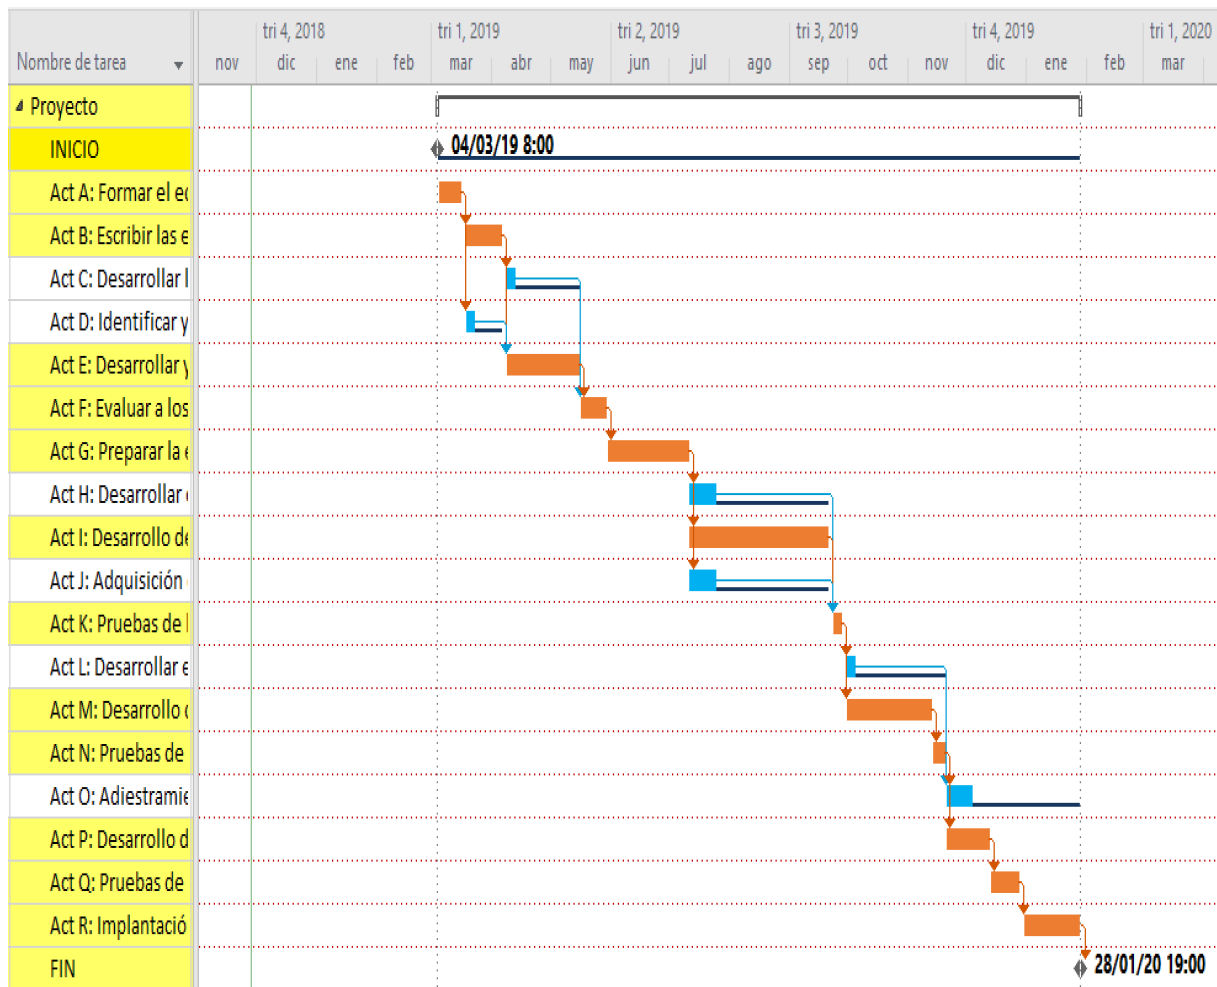 tri 4, 2018 tri 1, 2019 tri 2, 2019 tri 3, 2019 tri 4, 2019 tri 1, 2020
Nombre de tarea nov dic ene feb mar abr may jun jul ago sep oct nov dic ene feb mar
Proyecto
INICIO 04/03/19 8:00
Act A: Formar el
Act B: Escribir las e
Act C: Desarrollar l
Act D: Identificar y
Act E: Desarrollar y
Act F: Evaluar a los
Act G: Preparar la e
Act H: Desarrollar
Act I: Desarrollo de
Act J: Adquisición
Act K: Pruebas de l
Act L: Desarrollar e
Act M: Desarrollo
Act N: Pruebas de
Act O: Adiestramie
Act P: Desarrollo d
Act Q: Pruebas de
Act R: Implantació
FIN 28/01/20 19:00